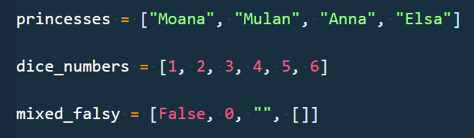 princesses = ["Moana", "Mulan", "Anna", "Elsa"]
dice_numbers = [1, 2, 3, 4, 5, 6]
mixed_falsy = [False, 0, "", []]